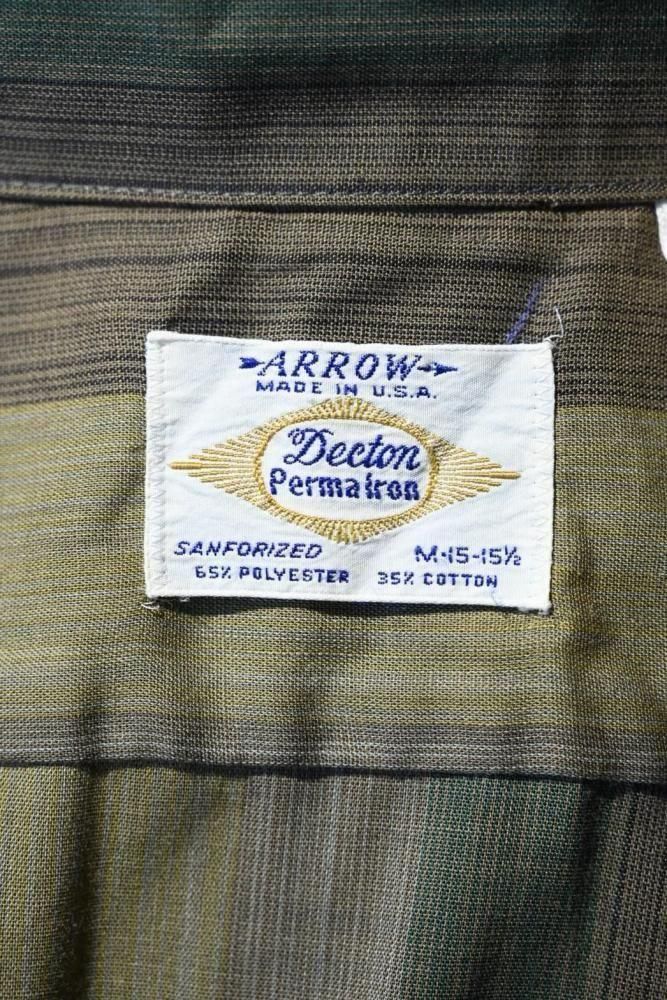 ARROW
MADE IN U.S.A.
Decton
PermaIron
SANFORIZED M-15-15½
65% POLYESTER 35% COTTON